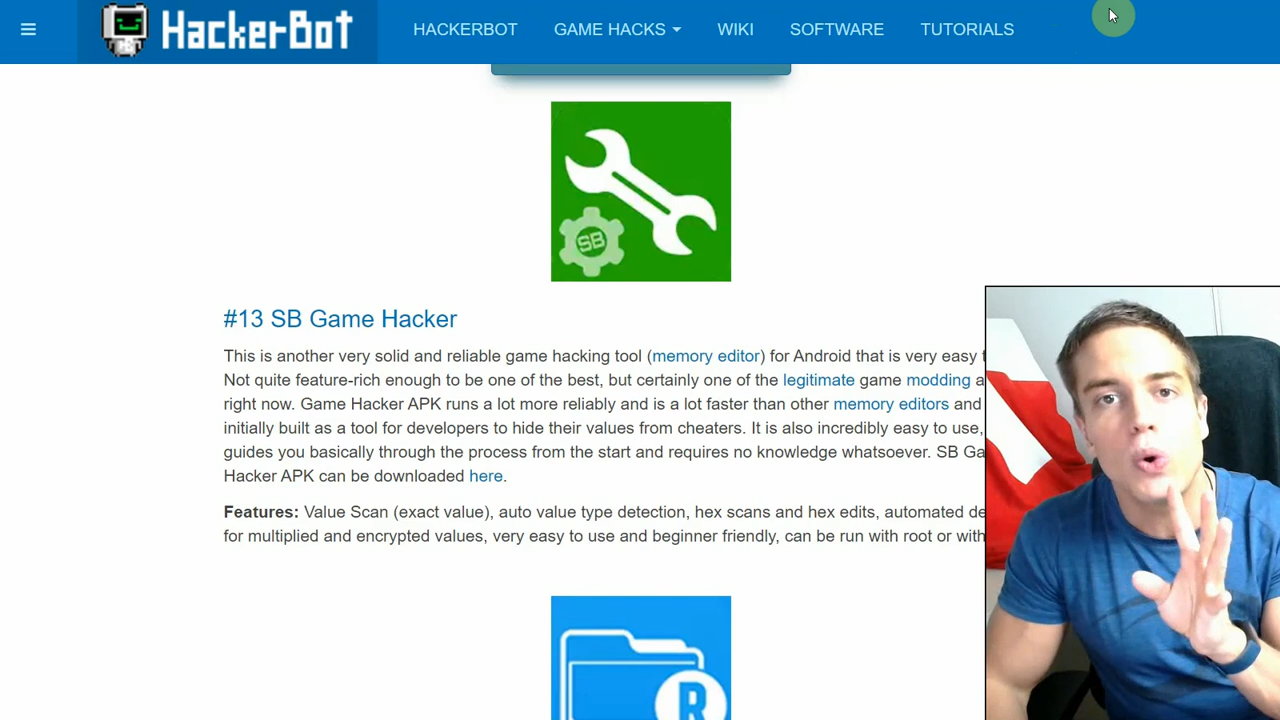 HackerBot
HACKERBOT
GAME HACKS
WIKI
SOFTWARE
TUTORIALS
SB
#13 SB Game Hacker
This is another very solid and reliable game hacking tool (memory editor) for Android that is very easy
Not quite feature-rich enough to be one of the best, but certainly one of the legitimate game modding
right now. Game Hacker APK runs a lot more reliably and is a lot faster than other memory editors and
initially built as a tool for developers to hide their values from cheaters. It is also incredibly easy to use,
guides you basically through the process from the start and requires no knowledge whatsoever. SB
Hacker APK can be downloaded here.
Features: Value Scan (exact value), auto value type detection, hex scans and hex edits, automated
for multiplied and encrypted values, very easy to use and beginner friendly, can be run with root or
R